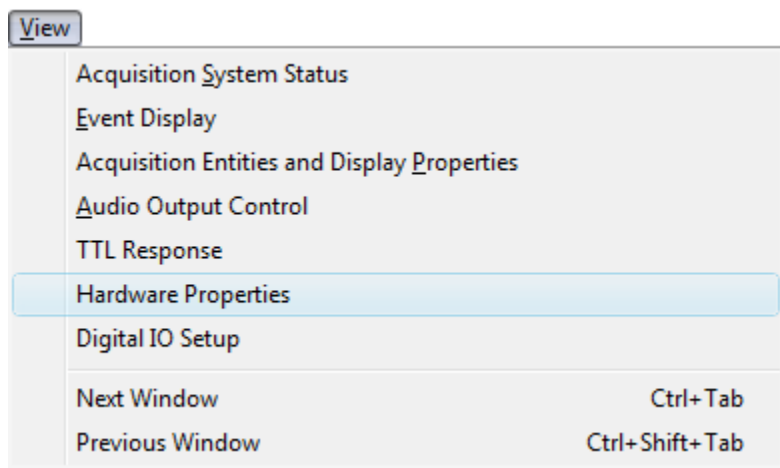 View
Acquisition System Status
Event Display
Acquisition Entities and Display Properties
Audio Output Control
TTL Response
Hardware Properties
Digital IO Setup
Next Window Ctrl+Tab
Previous Window Ctrl+Shift+Tab